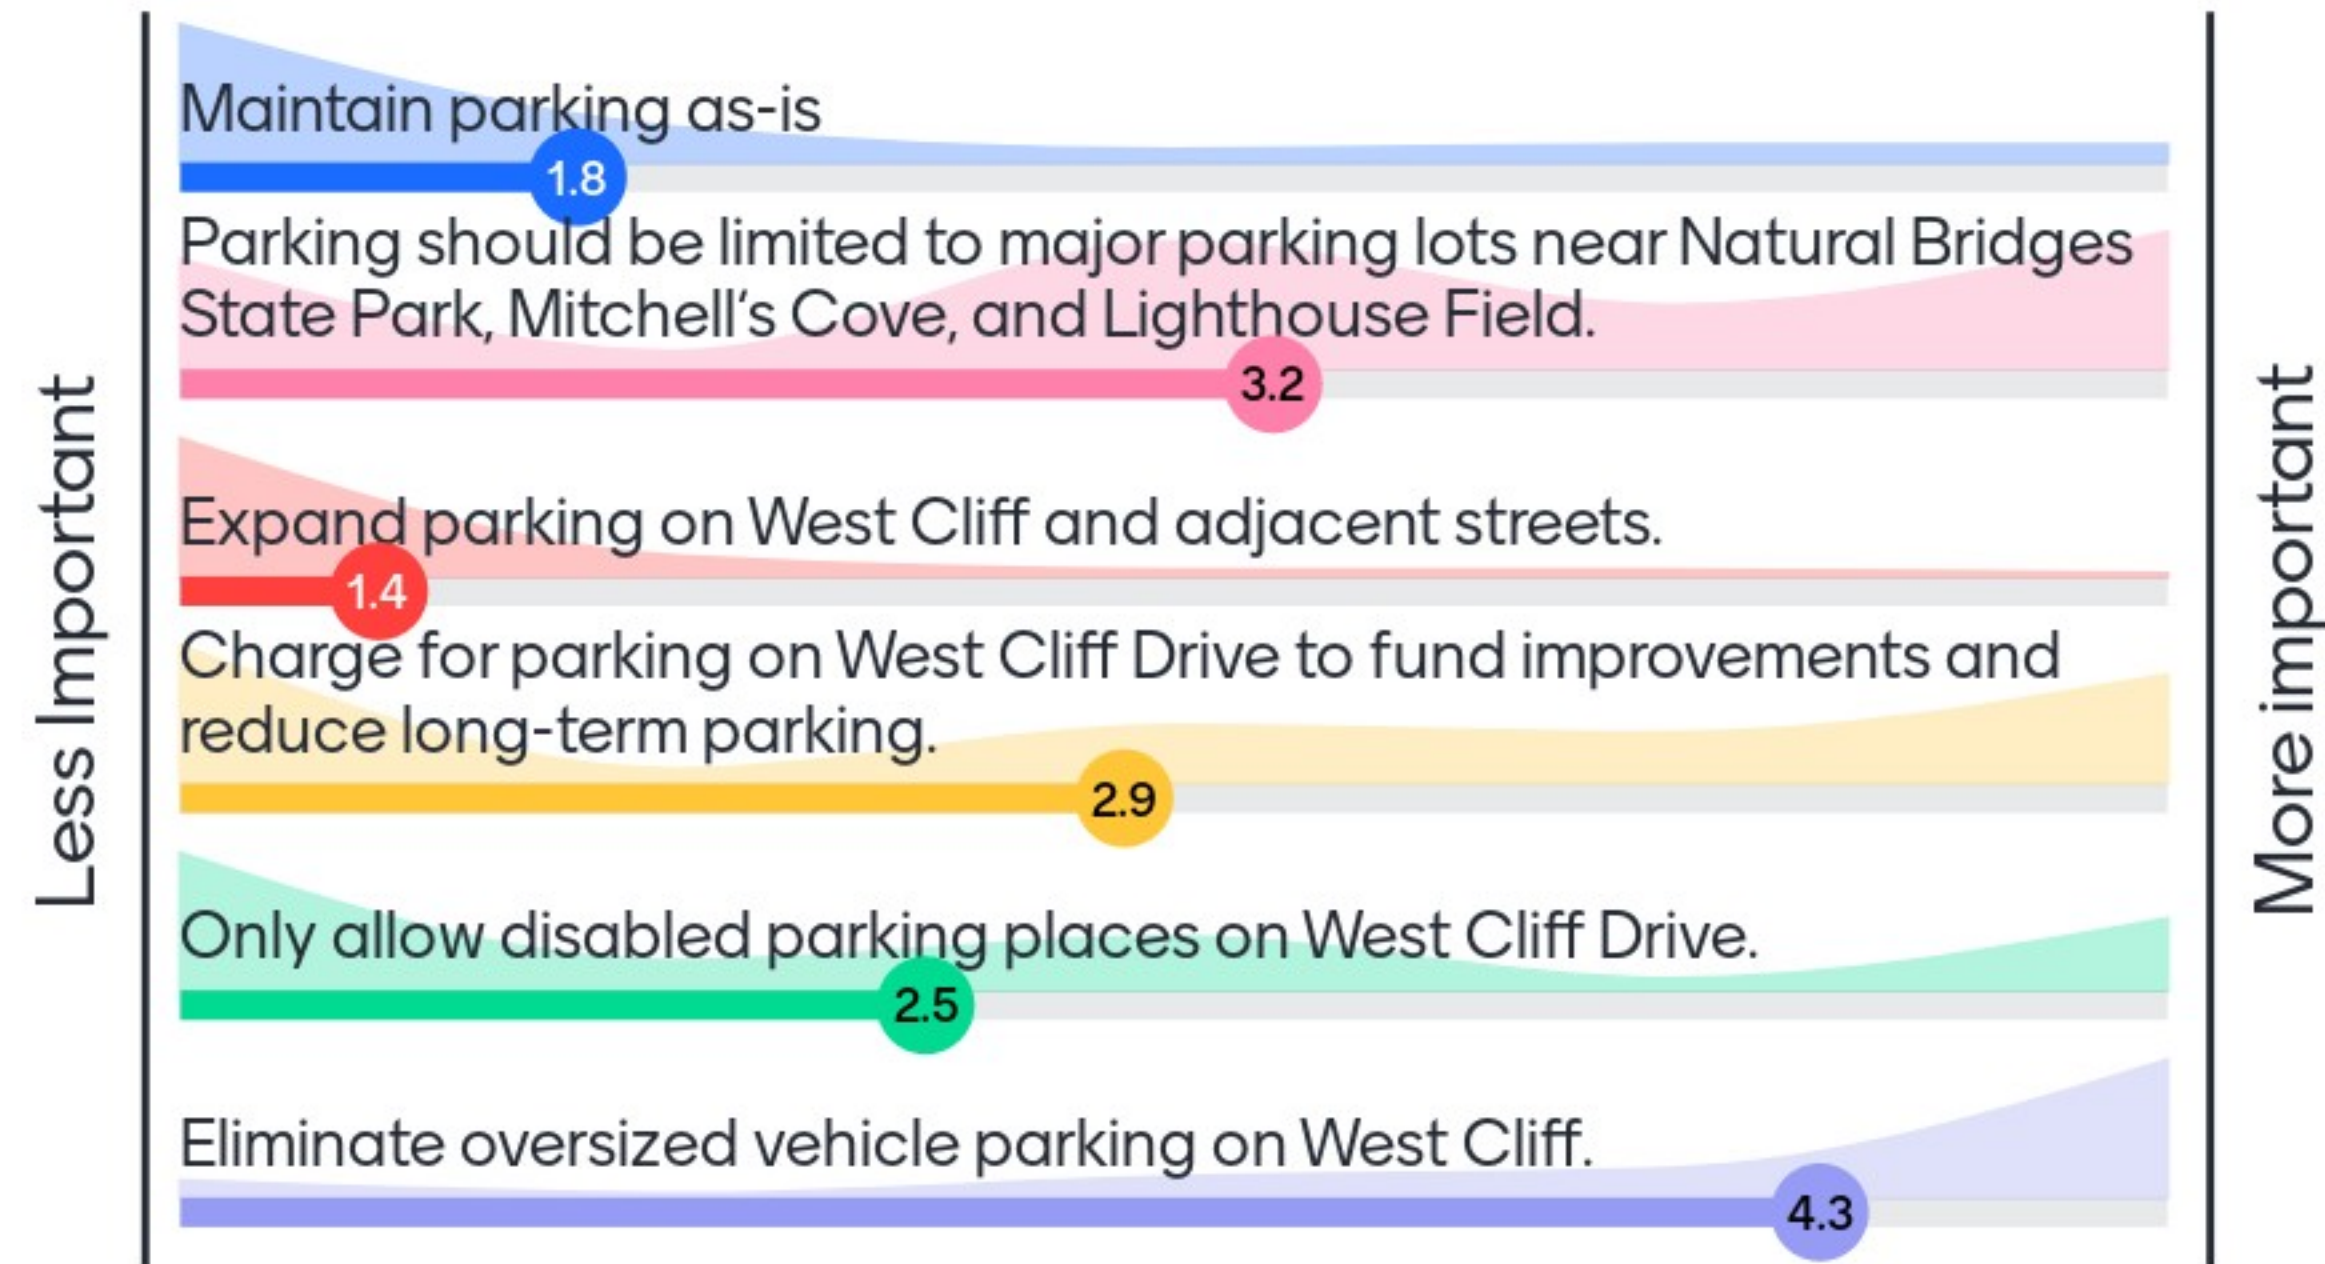 Less Important
Maintain parking as-is
1.8
Parking should be limited to major parking lots near Natural Bridges
State Park, Mitchell’s Cove, and Lighthouse Field.
3.2
Expand parking on West Cliff and adjacent streets.
1.4
Charge for parking on West Cliff Drive to fund improvements and
reduce long-term parking.
2.9
Only allow disabled parking places on West Cliff Drive.
2.5
Eliminate oversized vehicle parking on West Cliff.
4.3
More important